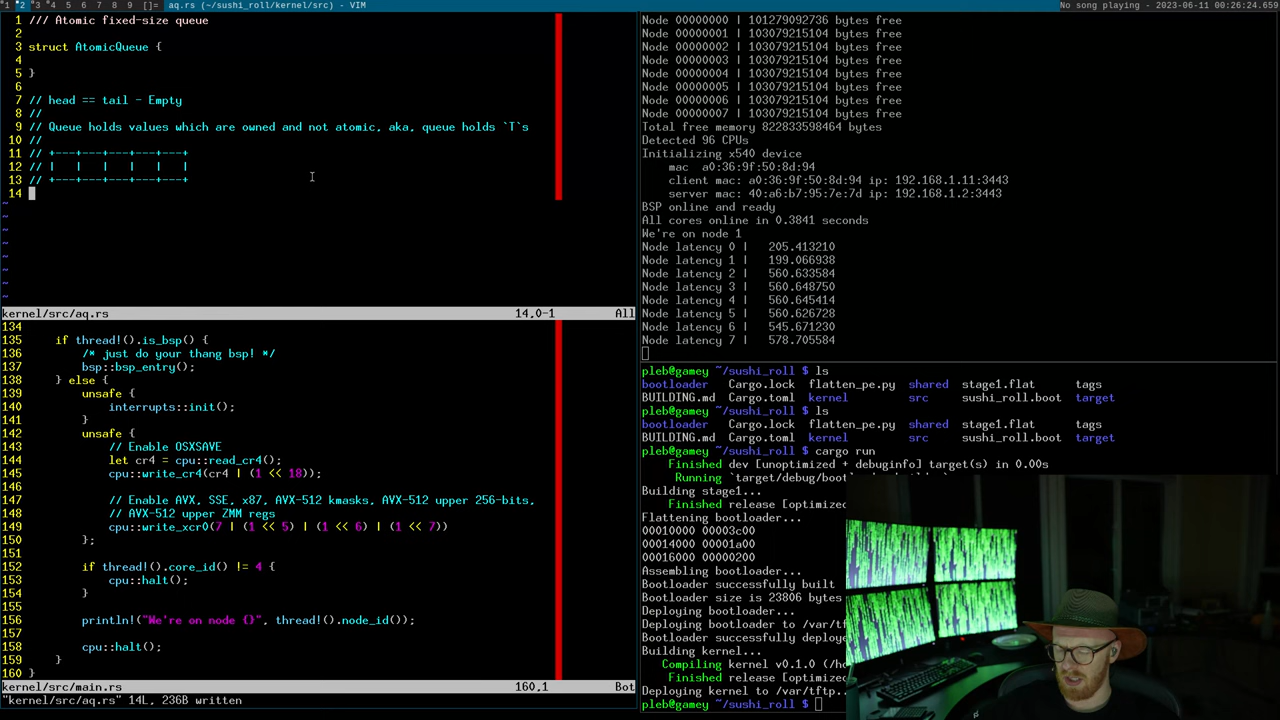 1 2 3 4 5 6 7 8 9 []= aq.rs (~/sushi_roll/kernel/src) - VIM
No song playing - 2023-06-11 00:26:24.659
1 /// Atomic fixed-size queue
2
3 struct AtomicQueue {
4
5 }
6
7 // head == tail - Empty
8 //
9 // Queue holds values which are owned and not atomic, aka, queue holds `T`s
10 //
11 // +---+---+---+---+---+
12 // |   |   |   |   |   |
13 // +---+---+---+---+---+
14
~
~
~
~
~
~
~
~
kernel/src/aq.rs 14,0-1 All
134
135 if thread!().is_bsp() {
136 /* just do your thang bsp! */
137 bsp::bsp_entry();
138 } else {
139 unsafe {
140 interrupts::init();
141 }
142 unsafe {
143 // Enable OSXSAVE
144 let cr4 = cpu::read_cr4();
145 cpu::write_cr4(cr4 | (1 << 18));
146
147 // Enable AVX, SSE, x87, AVX-512 kmasks, AVX-512 upper 256-bits,
148 // AVX-512 upper ZMM regs
149 cpu::write_xcr0(7 | (1 << 5) | (1 << 6) | (1 << 7))
150 };
151
152 if thread!().core_id() != 4 {
153 cpu::halt();
154 }
155
156 println!("We're on node {}", thread!().node_id());
157
158 cpu::halt();
159 }
160 }
kernel/src/main.rs 160,1 Bot
"kernel/src/aq.rs" 14L, 236B written
Node 00000000 | 101279092736 bytes free
Node 00000001 | 103079215104 bytes free
Node 00000002 | 103079215104 bytes free
Node 00000003 | 103079215104 bytes free
Node 00000004 | 103079215104 bytes free
Node 00000005 | 103079215104 bytes free
Node 00000006 | 103079215104 bytes free
Node 00000007 | 103079215104 bytes free
Total free memory 822833598464 bytes
Detected 96 CPUs
Initializing x540 device
mac a0:36:9f:50:8d:94
client mac: a0:36:9f:50:8d:94 ip: 192.168.1.11:3443
server mac: 40:a6:b7:95:7e:7d ip: 192.168.1.2:3443
BSP online and ready
All cores online in 0.3841 seconds
We're on node 1
Node latency 0 | 205.413210
Node latency 1 | 199.066938
Node latency 2 | 560.633584
Node latency 3 | 560.648750
Node latency 4 | 560.645414
Node latency 5 | 560.626728
Node latency 6 | 545.671230
Node latency 7 | 578.705584
pleb@gamey ~/sushi_roll $ ls
bootloader Cargo.lock flatten_pe.py shared stage1.flat tags
BUILDING.md Cargo.toml kernel src sushi_roll.boot target
pleb@gamey ~/sushi_roll $ ls
bootloader Cargo.lock flatten_pe.py shared stage1.flat tags
BUILDING.md Cargo.toml kernel src sushi_roll.boot target
pleb@gamey ~/sushi_roll $ cargo run
Finished dev [unoptimized + debuginfo] target(s) in 0.00s
Running `target/debug/boo
Building stage1...
Finished release [optimize
Flattening bootloader...
00010000 00003c00
00014000 00001a00
00016000 00000200
Assembling bootloader...
Bootloader successfully built
Bootloader size is 23806 bytes
Deploying bootloader...
Deploying bootloader to /var/tf
Bootloader successfully deploye
Building kernel...
Compiling kernel v0.1.0 (/ho
Finished release [optimize
Deploying kernel to /var/tftp..
pleb@gamey ~/sushi_roll $